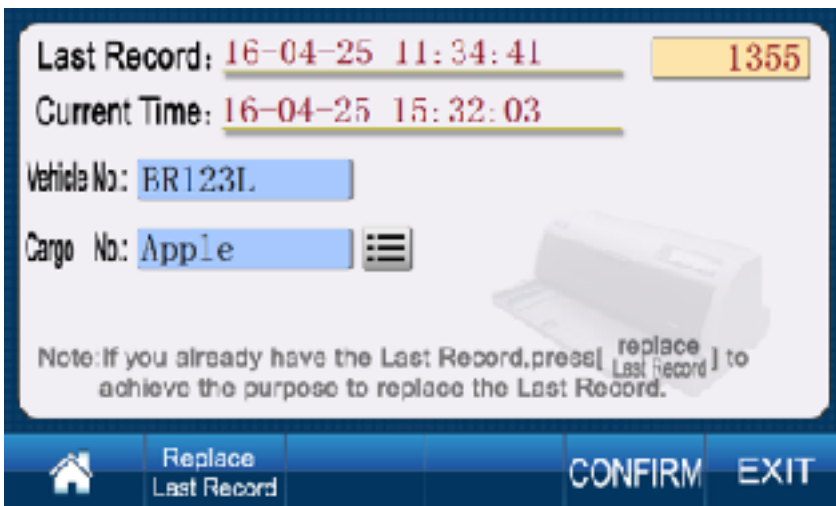 Last Record: 16-04-25 11:34:41
1355
Current Time: 16-04-25 15:32:03
Vehicle No.: BR123L
Cargo No.: Apple
Note:If you already have the Last Record,press[ replace Last Record ] to
achieve the purpose to replace the Last Record.
Replace
Last Record
CONFIRM
EXIT